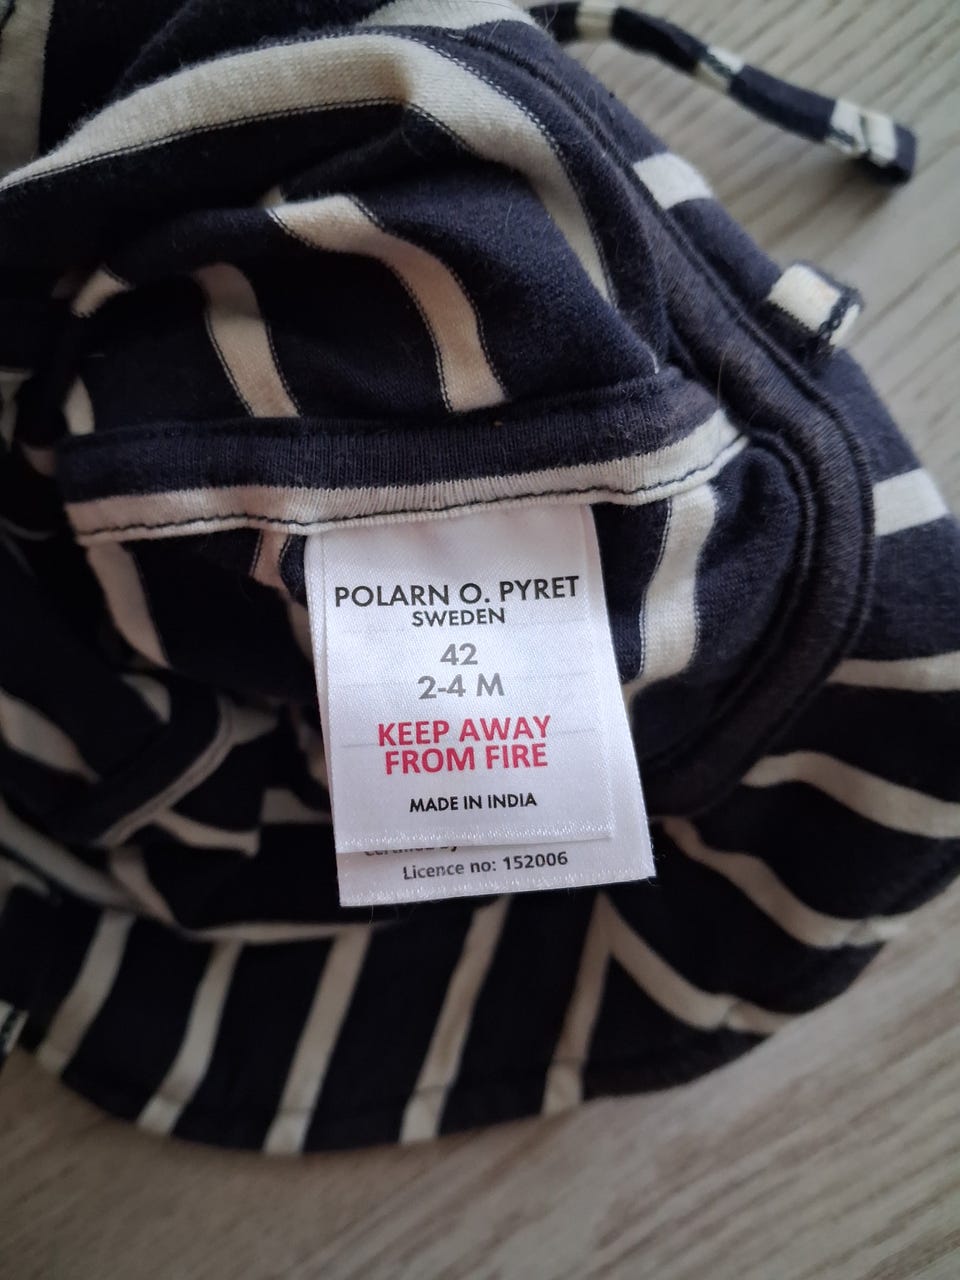 POLARN O. PYRET
SWEDEN
42
2-4 M
KEEP AWAY
FROM FIRE
MADE IN INDIA
Licence no: 152006